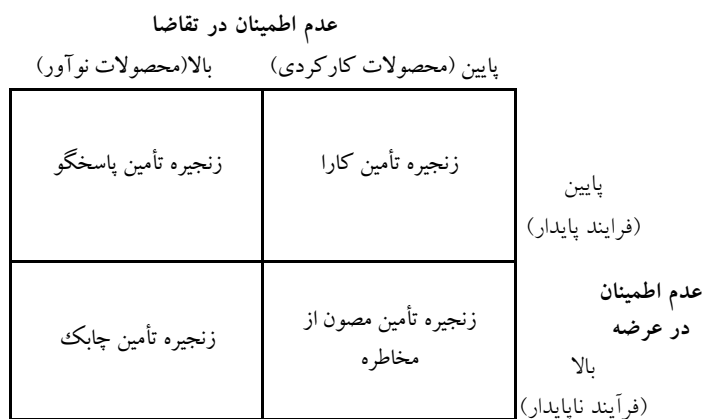 عدم اطمینان در تقاضا
پایین (محصولات کارکردی)
بالا(محصولات نوآور)
زنجیره تأمین کارا
زنجیره تأمین پاسخگو
پایین
(فرایند پایدار)
عدم اطمینان
در عرضه
زنجیره تأمین مصون از
مخاطره
زنجیره تأمین چابک
بالا
(فرآیند ناپایدار)